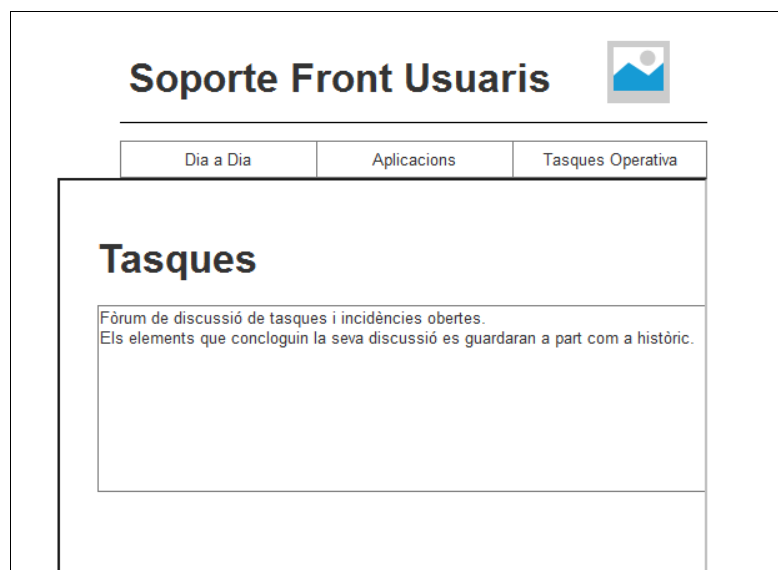 Soporte Front Usuaris
Dia a Dia
Aplicacions
Tasques Operativa
Tasques
Fòrum de discussió de tasques i incidències obertes.
Els elements que concloguin la seva discussió es guardaran a part com a històric.